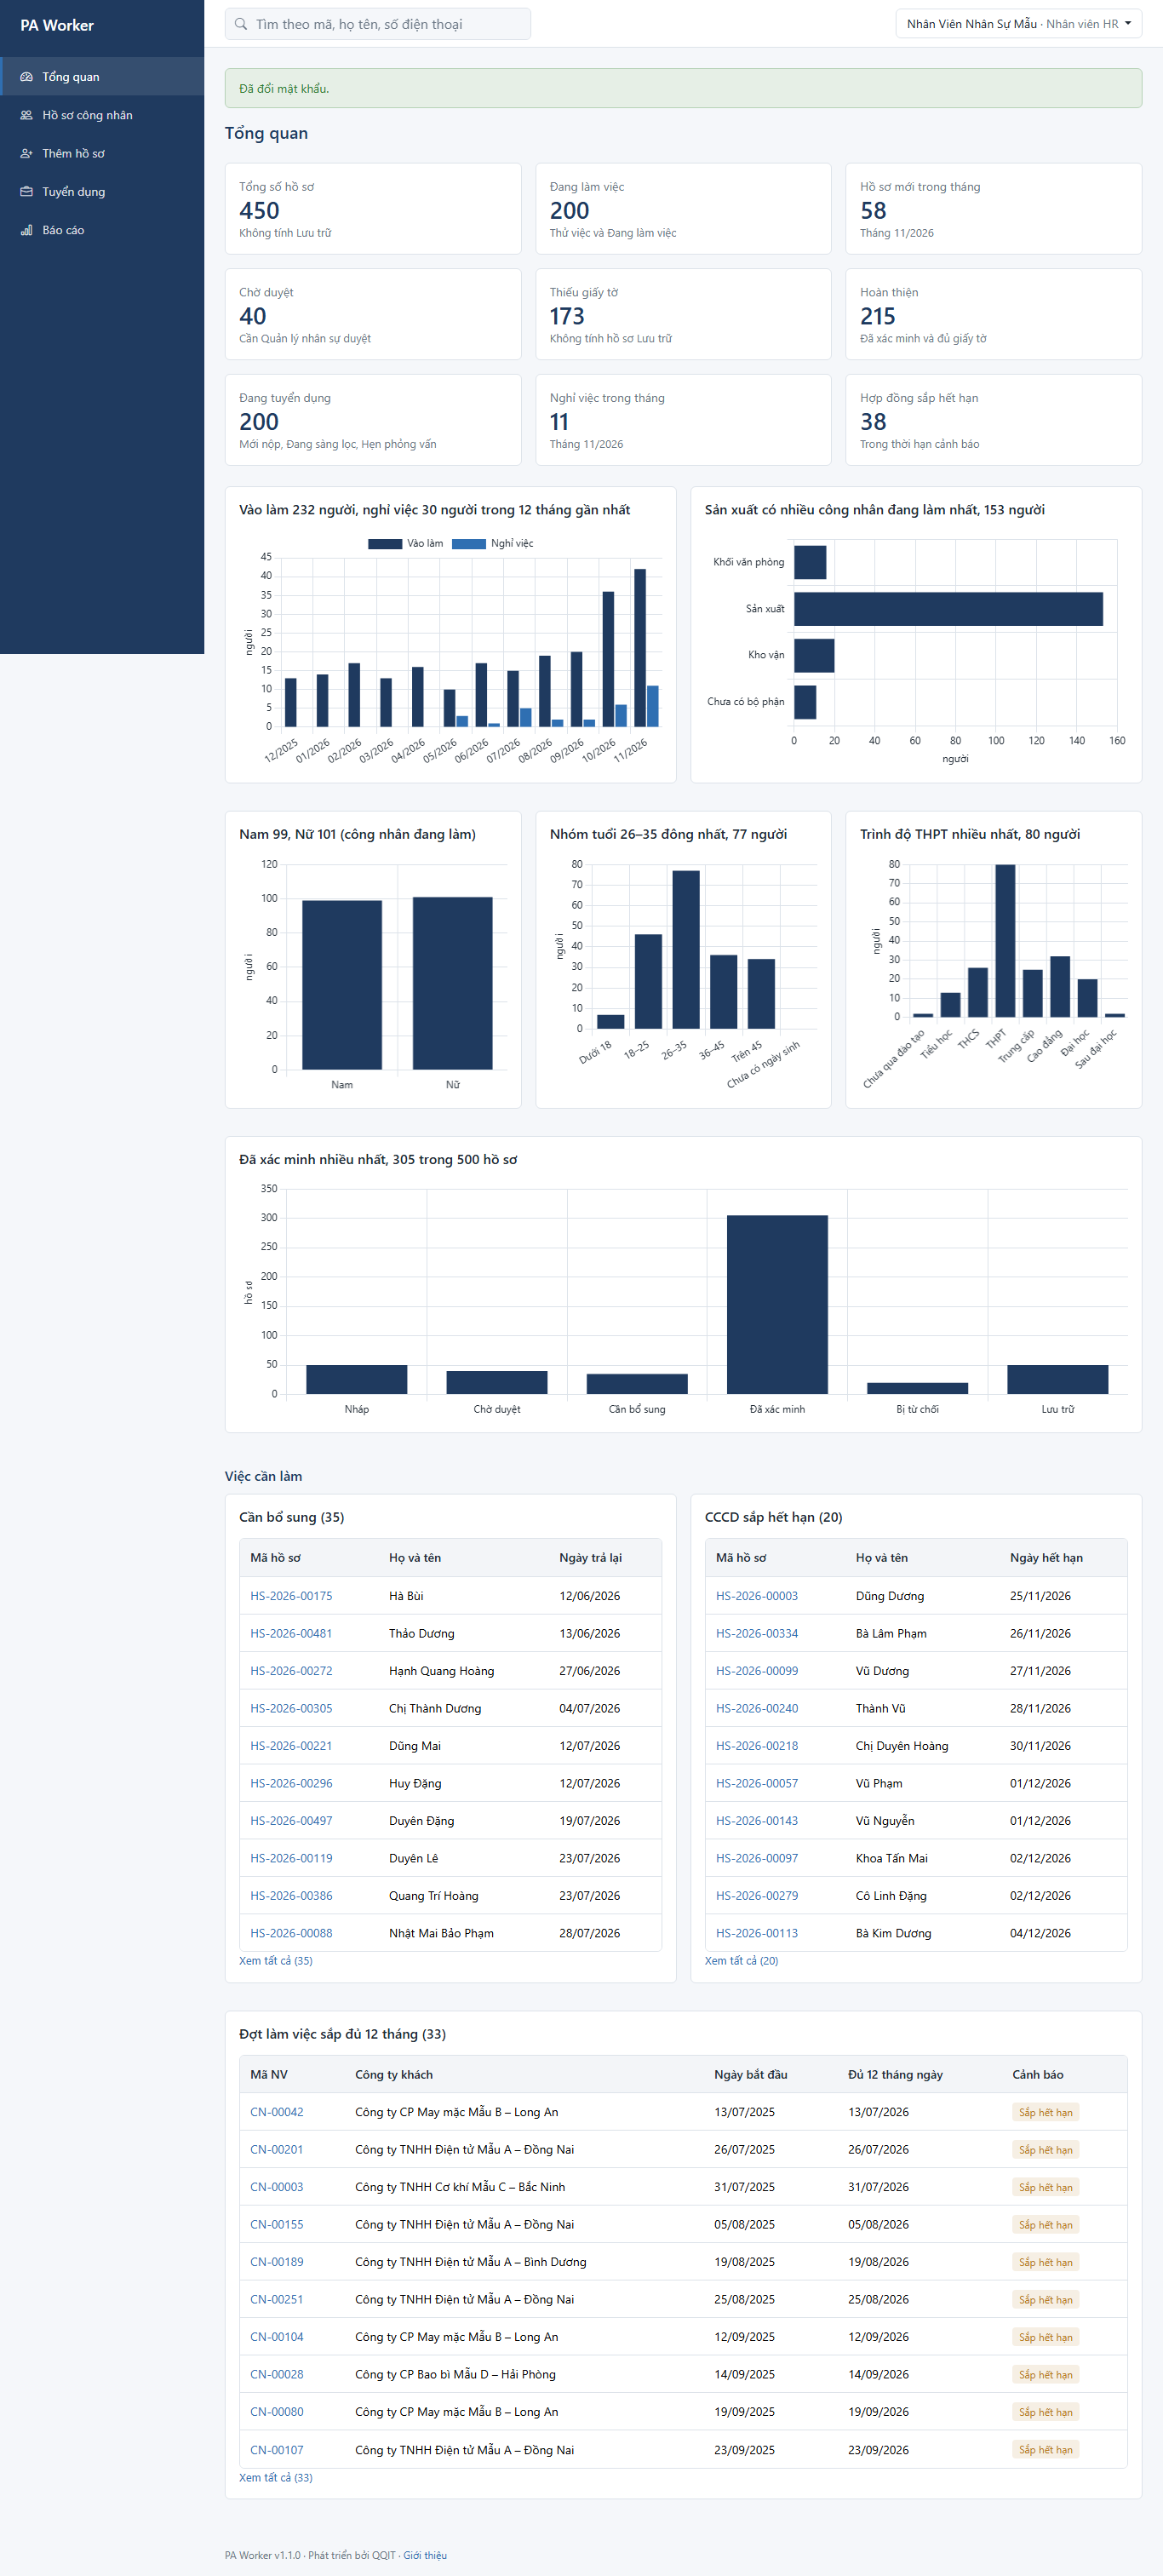 PA Worker
Tìm theo mã, họ tên, số điện thoại
Nhân Viên Nhân Sự Mẫu · Nhân viên HR
Tổng quan
Hồ sơ công nhân
Thêm hồ sơ
Tuyển dụng
Báo cáo
Đã đổi mật khẩu.
Tổng quan
Tổng số hồ sơ
450
Không tính Lưu trữ
Đang làm việc
200
Thử việc và Đang làm việc
Hồ sơ mới trong tháng
58
Tháng 11/2026
Chờ duyệt
40
Cần Quản lý nhân sự duyệt
Thiếu giấy tờ
173
Không tính hồ sơ Lưu trữ
Hoàn thiện
215
Đã xác minh và đủ giấy tờ
Đang tuyển dụng
200
Mới nộp, Đang sàng lọc, Hẹn phỏng vấn
Nghỉ việc trong tháng
11
Tháng 11/2026
Hợp đồng sắp hết hạn
38
Trong thời hạn cảnh báo
Vào làm 232 người, nghỉ việc 30 người trong 12 tháng gần nhất
Vào làm Nghỉ việc
45
40
35
30
25
20
15
10
5
0
người
12/2025 01/2026 02/2026 03/2026 04/2026 05/2026 06/2026 07/2026 08/2026 09/2026 10/2026 11/2026
Sản xuất có nhiều công nhân đang làm nhất, 153 người
Khối văn phòng
Sản xuất
Kho vận
Chưa có bộ phận
0 20 40 60 80 100 120 140 160
người
Nam 99, Nữ 101 (công nhân đang làm)
120
100
80
60
40
20
0
người
Nam Nữ
Nhóm tuổi 26–35 đông nhất, 77 người
80
70
60
50
40
30
20
10
0
người
Dưới 18 18–25 26–35 36–45 Trên 45 Chưa có ngày sinh
Trình độ THPT nhiều nhất, 80 người
80
70
60
50
40
30
20
10
0
người
Chưa qua đào tạo Tiểu học THCS THPT Trung cấp Cao đẳng Đại học Sau đại học
Đã xác minh nhiều nhất, 305 trong 500 hồ sơ
350
300
250
200
150
100
50
0
hồ sơ
Nháp Chờ duyệt Cần bổ sung Đã xác minh Bị từ chối Lưu trữ
Việc cần làm
Cần bổ sung (35)
Mã hồ sơ Họ và tên Ngày trả lại
HS-2026-00175 Hà Bùi 12/06/2026
HS-2026-00481 Thảo Dương 13/06/2026
HS-2026-00272 Hạnh Quang Hoàng 27/06/2026
HS-2026-00305 Chị Thành Dương 04/07/2026
HS-2026-00221 Dũng Mai 12/07/2026
HS-2026-00296 Huy Đặng 12/07/2026
HS-2026-00497 Duyên Đặng 19/07/2026
HS-2026-00119 Duyên Lê 23/07/2026
HS-2026-00386 Quang Trí Hoàng 23/07/2026
HS-2026-00088 Nhật Mai Bảo Phạm 28/07/2026
Xem tất cả (35)
CCCD sắp hết hạn (20)
Mã hồ sơ Họ và tên Ngày hết hạn
HS-2026-00003 Dũng Dương 25/11/2026
HS-2026-00334 Bà Lâm Phạm 26/11/2026
HS-2026-00099 Vũ Dương 27/11/2026
HS-2026-00240 Thành Vũ 28/11/2026
HS-2026-00218 Chị Duyên Hoàng 30/11/2026
HS-2026-00057 Vũ Phạm 01/12/2026
HS-2026-00143 Vũ Nguyễn 01/12/2026
HS-2026-00097 Khoa Tấn Mai 02/12/2026
HS-2026-00279 Cô Linh Đặng 02/12/2026
HS-2026-00113 Bà Kim Dương 04/12/2026
Xem tất cả (20)
Đợt làm việc sắp đủ 12 tháng (33)
Mã NV Công ty khách Ngày bắt đầu Đủ 12 tháng ngày Cảnh báo
CN-00042 Công ty CP May mặc Mẫu B – Long An 13/07/2025 13/07/2026 Sắp hết hạn
CN-00201 Công ty TNHH Điện tử Mẫu A – Đồng Nai 26/07/2025 26/07/2026 Sắp hết hạn
CN-00003 Công ty TNHH Cơ khí Mẫu C – Bắc Ninh 31/07/2025 31/07/2026 Sắp hết hạn
CN-00155 Công ty TNHH Điện tử Mẫu A – Đồng Nai 05/08/2025 05/08/2026 Sắp hết hạn
CN-00189 Công ty TNHH Điện tử Mẫu A – Bình Dương 19/08/2025 19/08/2026 Sắp hết hạn
CN-00251 Công ty TNHH Điện tử Mẫu A – Đồng Nai 25/08/2025 25/08/2026 Sắp hết hạn
CN-00104 Công ty CP May mặc Mẫu B – Long An 12/09/2025 12/09/2026 Sắp hết hạn
CN-00028 Công ty CP Bao bì Mẫu D – Hải Phòng 14/09/2025 14/09/2026 Sắp hết hạn
CN-00080 Công ty CP May mặc Mẫu B – Long An 19/09/2025 19/09/2026 Sắp hết hạn
CN-00107 Công ty TNHH Điện tử Mẫu A – Đồng Nai 23/09/2025 23/09/2026 Sắp hết hạn
Xem tất cả (33)
PA Worker v1.1.0 · Phát triển bởi QQIT · Giới thiệu